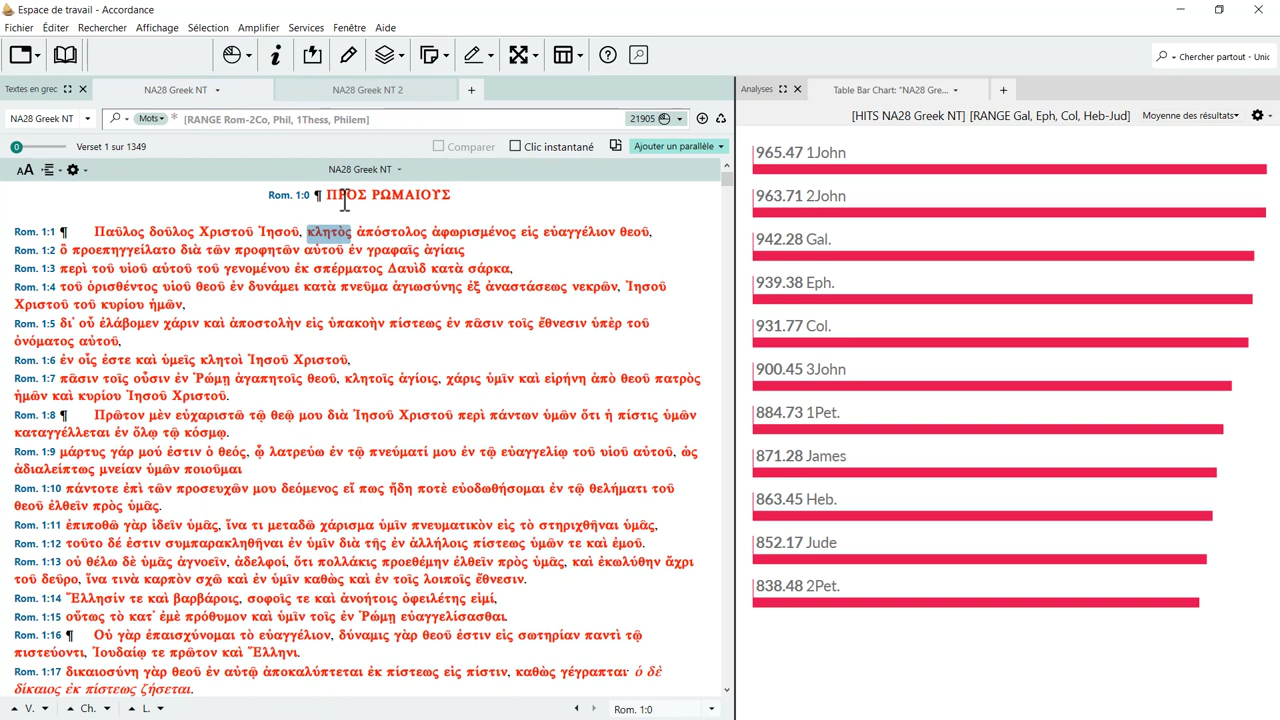 Espace de travail - Accordance
Fichier Éditer Rechercher Affichage Sélection Amplifier Services Fenêtre Aide
Chercher partout - Unic
Textes en grec
NA28 Greek NT
NA28 Greek NT 2
Analyses
Table Bar Chart: "NA28 Gre...
NA28 Greek NT
Mots
* [RANGE Rom-2Co, Phil, 1Thess, Philem]
21905
[HITS NA28 Greek NT] [RANGE Gal, Eph, Col, Heb-Jud]
Moyenne des résultats
0
Verset 1 sur 1349
Comparer
Clic instantané
Ajouter un parallèle
AA
NA28 Greek NT
Rom. 1:0 ¶ ΠΡΟΣ ΡΩΜΑΙΟΥΣ
Rom. 1:1 ¶ Παῦλος δοῦλος Χριστοῦ Ἰησοῦ, κλητὸς ἀπόστολος ἀφωρισμένος εἰς εὐαγγέλιον θεοῦ,
Rom. 1:2 ὃ προεπηγγείλατο διὰ τῶν προφητῶν αὐτοῦ ἐν γραφαῖς ἁγίαις
Rom. 1:3 περὶ τοῦ υἱοῦ αὐτοῦ τοῦ γενομένου ἐκ σπέρματος Δαυὶδ κατὰ σάρκα,
Rom. 1:4 τοῦ ὁρισθέντος υἱοῦ θεοῦ ἐν δυνάμει κατὰ πνεῦμα ἁγιωσύνης ἐξ ἀναστάσεως νεκρῶν, Ἰησοῦ
Χριστοῦ τοῦ κυρίου ἡμῶν,
Rom. 1:5 δι᾽ οὗ ἐλάβομεν χάριν καὶ ἀποστολὴν εἰς ὑπακοὴν πίστεως ἐν πᾶσιν τοῖς ἔθνεσιν ὑπὲρ τοῦ
ὀνόματος αὐτοῦ,
Rom. 1:6 ἐν οἷς ἐστε καὶ ὑμεῖς κλητοὶ Ἰησοῦ Χριστοῦ,
Rom. 1:7 πᾶσιν τοῖς οὖσιν ἐν Ῥώμῃ ἀγαπητοῖς θεοῦ, κλητοῖς ἁγίοις, χάρις ὑμῖν καὶ εἰρήνη ἀπὸ θεοῦ πατρὸς
ἡμῶν καὶ κυρίου Ἰησοῦ Χριστοῦ.
Rom. 1:8 ¶ Πρῶτον μὲν εὐχαριστῶ τῷ θεῷ μου διὰ Ἰησοῦ Χριστοῦ περὶ πάντων ὑμῶν ὅτι ἡ πίστις ὑμῶν
καταγγέλλεται ἐν ὅλῳ τῷ κόσμῳ.
Rom. 1:9 μάρτυς γάρ μού ἐστιν ὁ θεός, ᾧ λατρεύω ἐν τῷ πνεύματί μου ἐν τῷ εὐαγγελίῳ τοῦ υἱοῦ αὐτοῦ, ὡς
ἀδιαλείπτως μνείαν ὑμῶν ποιοῦμαι
Rom. 1:10 πάντοτε ἐπὶ τῶν προσευχῶν μου δεόμενος εἴ πως ἤδη ποτὲ εὐοδωθήσομαι ἐν τῷ θελήματι τοῦ
θεοῦ ἐλθεῖν πρὸς ὑμᾶς.
Rom. 1:11 ἐπιποθῶ γὰρ ἰδεῖν ὑμᾶς, ἵνα τι μεταδῶ χάρισμα ὑμῖν πνευματικὸν εἰς τὸ στηριχθῆναι ὑμᾶς,
Rom. 1:12 τοῦτο δέ ἐστιν συμπαρακληθῆναι ἐν ὑμῖν διὰ τῆς ἐν ἀλλήλοις πίστεως ὑμῶν τε καὶ ἐμοῦ.
Rom. 1:13 οὐ θέλω δὲ ὑμᾶς ἀγνοεῖν, ἀδελφοί, ὅτι πολλάκις προεθέμην ἐλθεῖν πρὸς ὑμᾶς, καὶ ἐκωλύθην ἄχρι
τοῦ δεῦρο, ἵνα τινὰ καρπὸν σχῶ καὶ ἐν ὑμῖν καθὼς καὶ ἐν τοῖς λοιποῖς ἔθνεσιν.
Rom. 1:14 Ἕλλησίν τε καὶ βαρβάροις, σοφοῖς τε καὶ ἀνοήτοις ὀφειλέτης εἰμί,
Rom. 1:15 οὕτως τὸ κατ᾽ ἐμὲ πρόθυμον καὶ ὑμῖν τοῖς ἐν Ῥώμῃ εὐαγγελίσασθαι.
Rom. 1:16 ¶ Οὐ γὰρ ἐπαισχύνομαι τὸ εὐαγγέλιον, δύναμις γὰρ θεοῦ ἐστιν εἰς σωτηρίαν παντὶ τῷ
πιστεύοντι, Ἰουδαίῳ τε πρῶτον καὶ Ἕλληνι.
Rom. 1:17 δικαιοσύνη γὰρ θεοῦ ἐν αὐτῷ ἀποκαλύπτεται ἐκ πίστεως εἰς πίστιν, καθὼς γέγραπται· ὁ δὲ
δίκαιος ἐκ πίστεως ζήσεται.
V. Ch. L.
Rom. 1:0
965.47 1John
963.71 2John
942.28 Gal.
939.38 Eph.
931.77 Col.
900.45 3John
884.73 1Pet.
871.28 James
863.45 Heb.
852.17 Jude
838.48 2Pet.